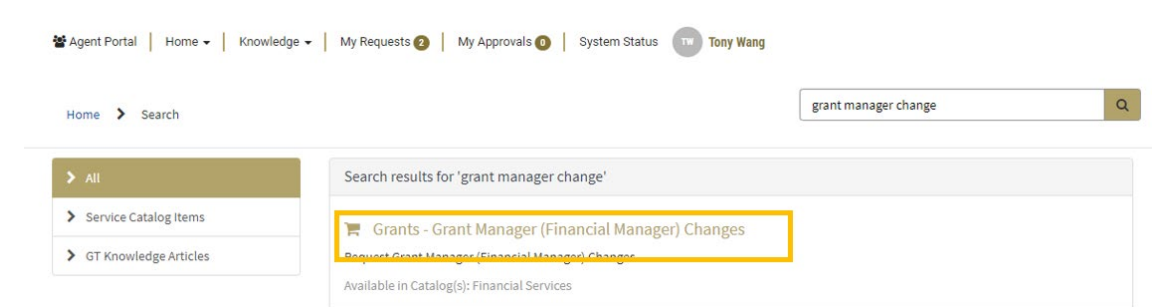 Agent Portal | Home | Knowledge | My Requests 2 | My Approvals 0 | System Status TW Tony Wang
Home > Search
grant manager change
All
Service Catalog Items
GT Knowledge Articles
Search results for 'grant manager change'
Grants - Grant Manager (Financial Manager) Changes
Request Grant Manager (Financial Manager) Changes
Available in Catalog(s): Financial Services